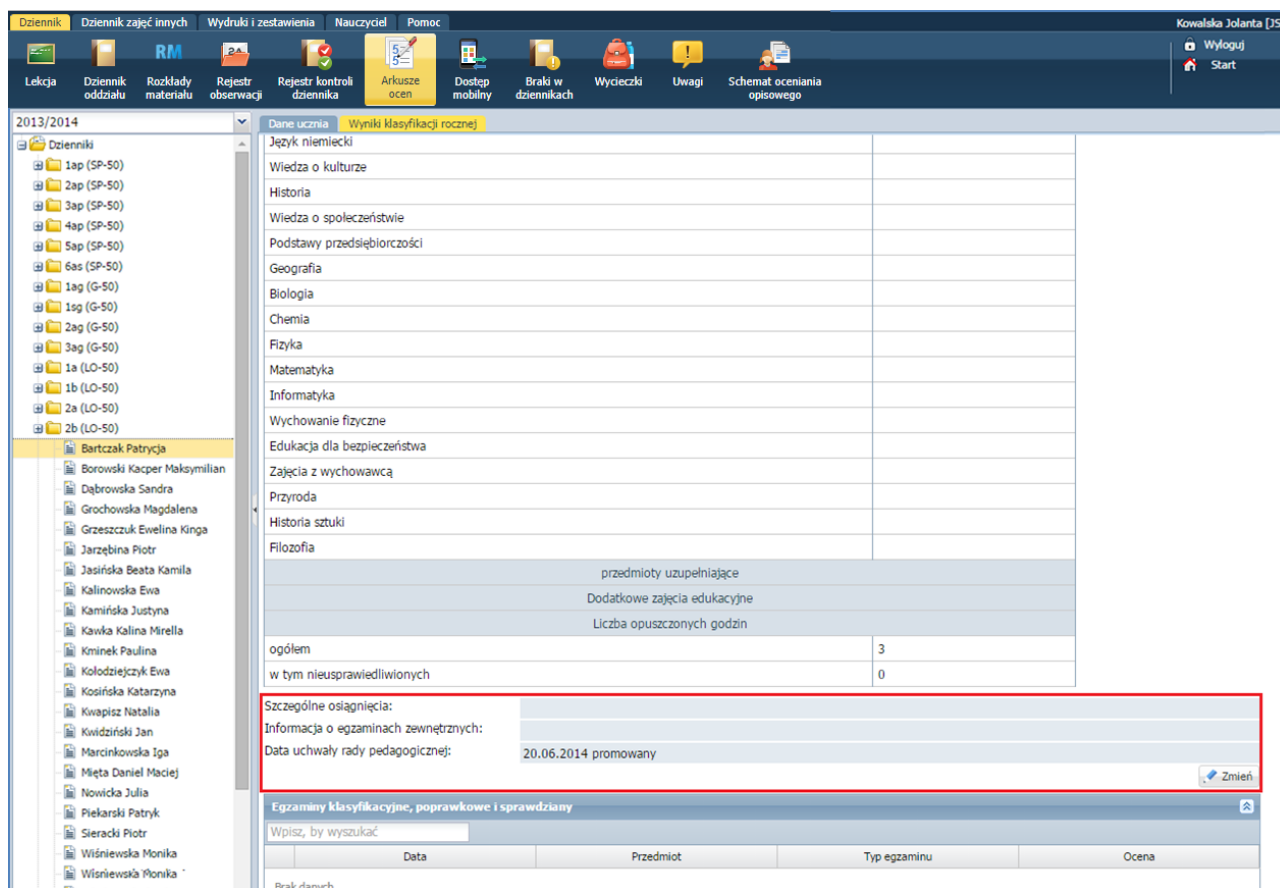 Dziennik Dziennik zajęć innych Wydruki i zestawienia Nauczyciel Pomoc
Kowalska Jolanta [JS
Lekcja
Dziennik oddziału
RM
Rozkłady materiału
Rejestr obserwacji
Rejestr kontroli dziennika
Arkusze ocen
Dostęp mobilny
Braki w dziennikach
Wycieczki
Uwagi
Schemat oceniania opisowego
Wyloguj
Start
2013/2014
Dzienniki
1ap (SP-50)
2ap (SP-50)
3ap (SP-50)
4ap (SP-50)
5ap (SP-50)
6as (SP-50)
1ag (G-50)
1sg (G-50)
2ag (G-50)
3ag (G-50)
1a (LO-50)
1b (LO-50)
2a (LO-50)
2b (LO-50)
Bartczak Patrycja
Borowski Kacper Maksymilian
Dąbrowska Sandra
Grochowska Magdalena
Grzeszczuk Ewelina Kinga
Jarzębina Piotr
Jasińska Beata Kamila
Kalinowska Ewa
Kamińska Justyna
Kawka Kalina Mirella
Kminek Paulina
Kołodziejczyk Ewa
Kosińska Katarzyna
Kwapisz Natalia
Kwidziński Jan
Marcinkowska Iga
Mięta Daniel Maciej
Nowicka Julia
Piekarski Patryk
Sieracki Piotr
Wiśniewska Monika
Wiśniewska Monika
Dane ucznia Wyniki klasyfikacji rocznej
Język niemiecki
Wiedza o kulturze
Historia
Wiedza o społeczeństwie
Podstawy przedsiębiorczości
Geografia
Biologia
Chemia
Fizyka
Matematyka
Informatyka
Wychowanie fizyczne
Edukacja dla bezpieczeństwa
Zajęcia z wychowawcą
Przyroda
Historia sztuki
Filozofia
przedmioty uzupełniające
Dodatkowe zajęcia edukacyjne
Liczba opuszczonych godzin
ogółem 3
w tym nieusprawiedliwionych 0
Szczególne osiągnięcia:
Informacja o egzaminach zewnętrznych:
Data uchwały rady pedagogicznej: 20.06.2014 promowany
Zmień
Egzaminy klasyfikacyjne, poprawkowe i sprawdziany
Wpisz, by wyszukać
Data Przedmiot Typ egzaminu Ocena
Brak danych